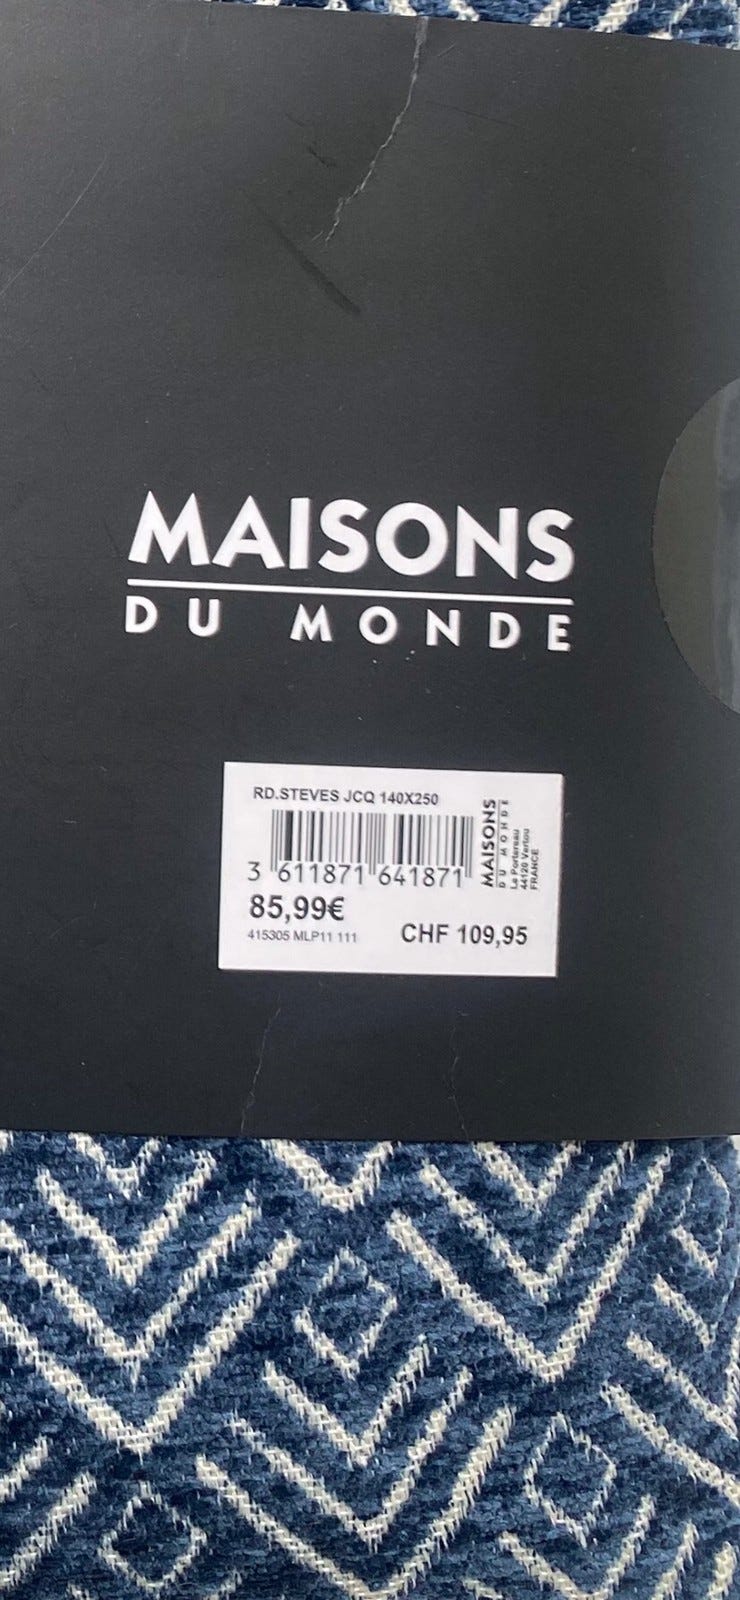 MAISONS
DU MONDE
RD.STEVES JCQ 140X250
3 611871 641871
85,99€
415305 MLP11 111
CHF 109,95
MAISONS
DU MONDE
Le Portereau
44120 Vertou
FRANCE